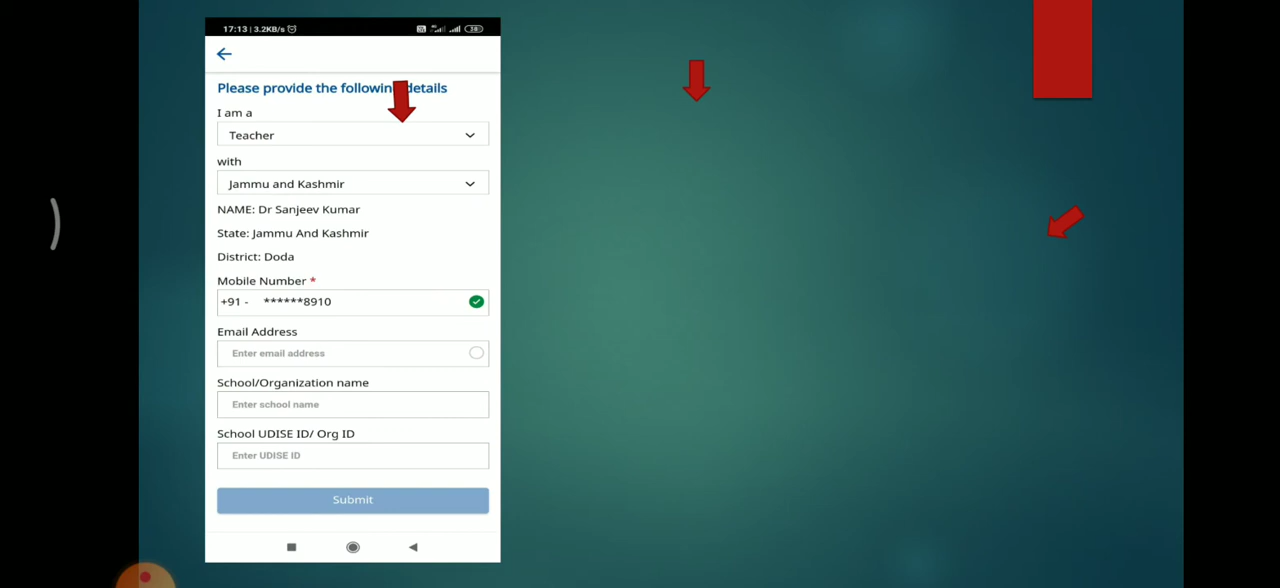 17:13 | 3.2KB/s
Please provide the following details
I am a
Teacher
with
Jammu and Kashmir
NAME: Dr Sanjeev Kumar
State: Jammu And Kashmir
District: Doda
Mobile Number *
+91 - ******8910
Email Address
Enter email address
School/Organization name
Enter school name
School UDISE ID/ Org ID
Enter UDISE ID
Submit